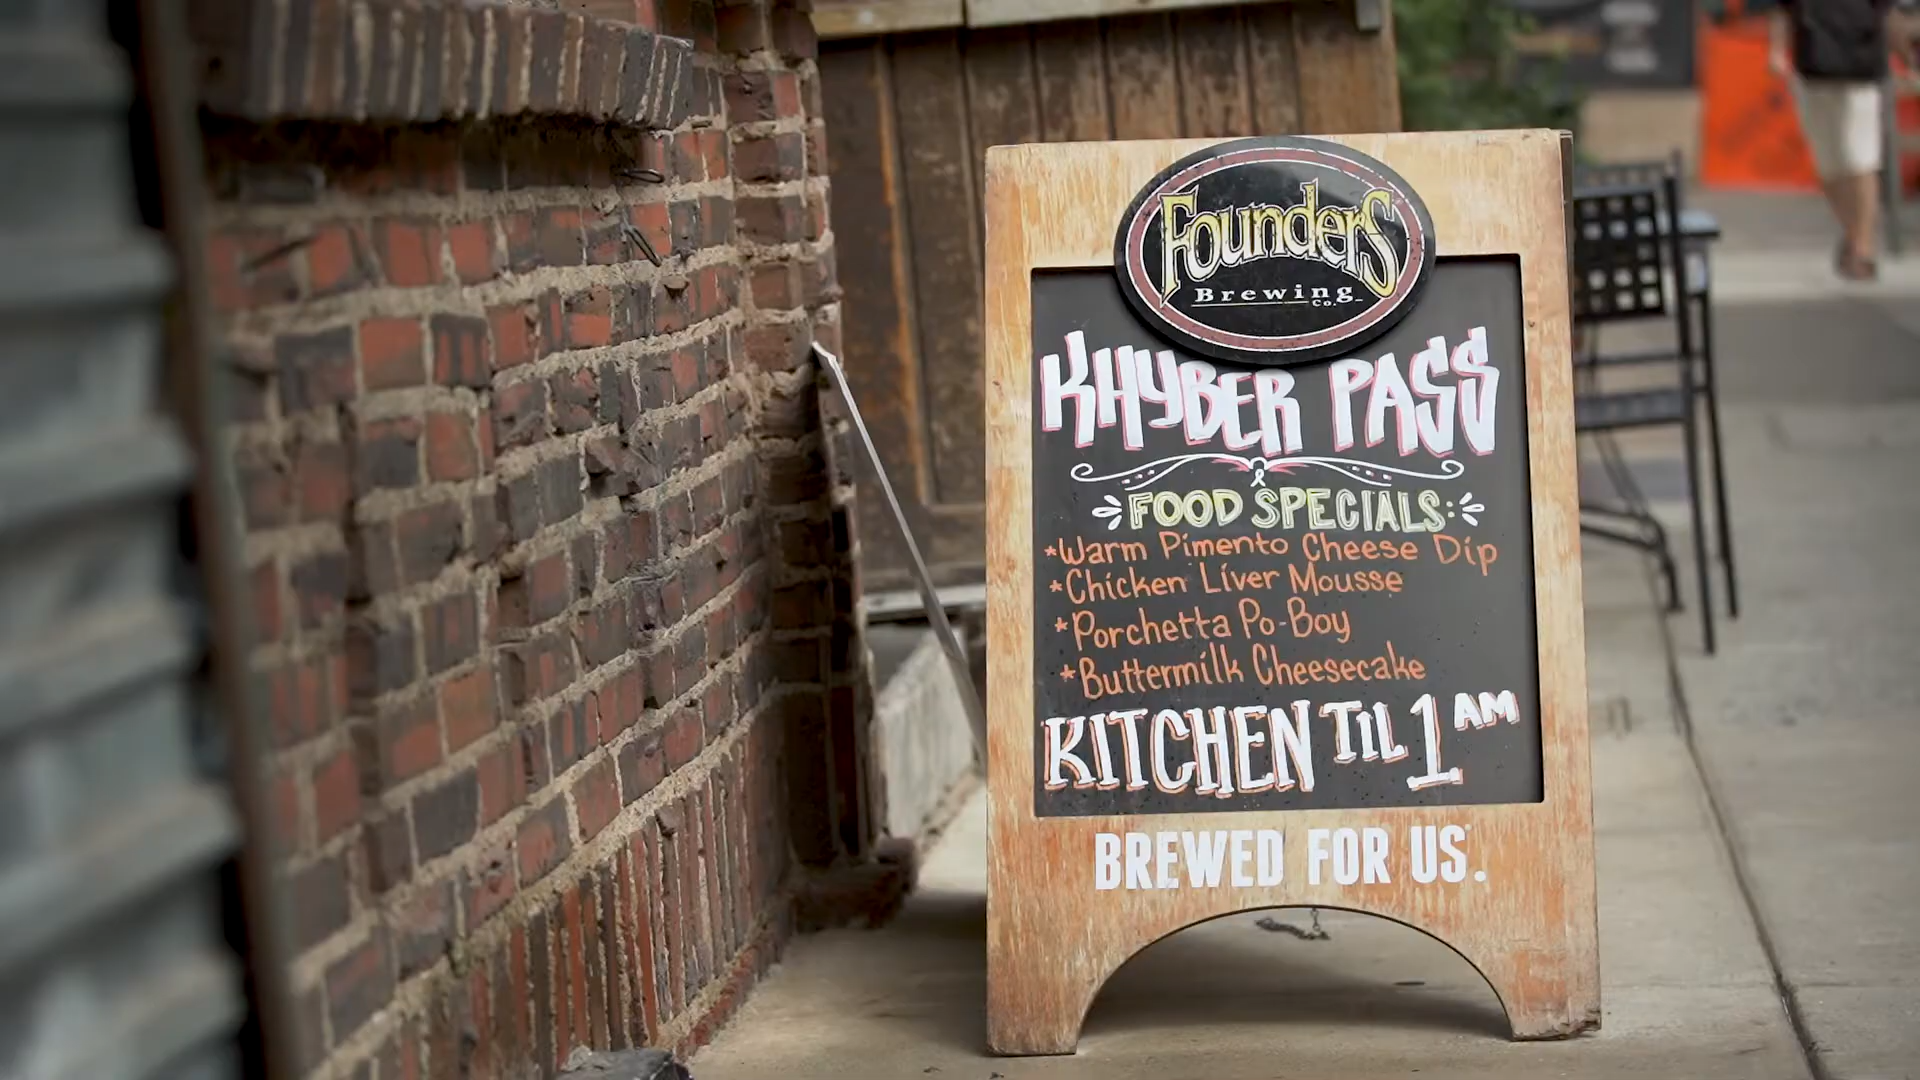 Founders
Brewing
Co.
KHYBER PASS
FOOD SPECIALS:
*Warm Pimento Cheese Dip
*Chicken Liver Mousse
*Porchetta Po-Boy
*Buttermilk Cheesecake
KITCHEN TIL 1 AM
BREWED FOR US.